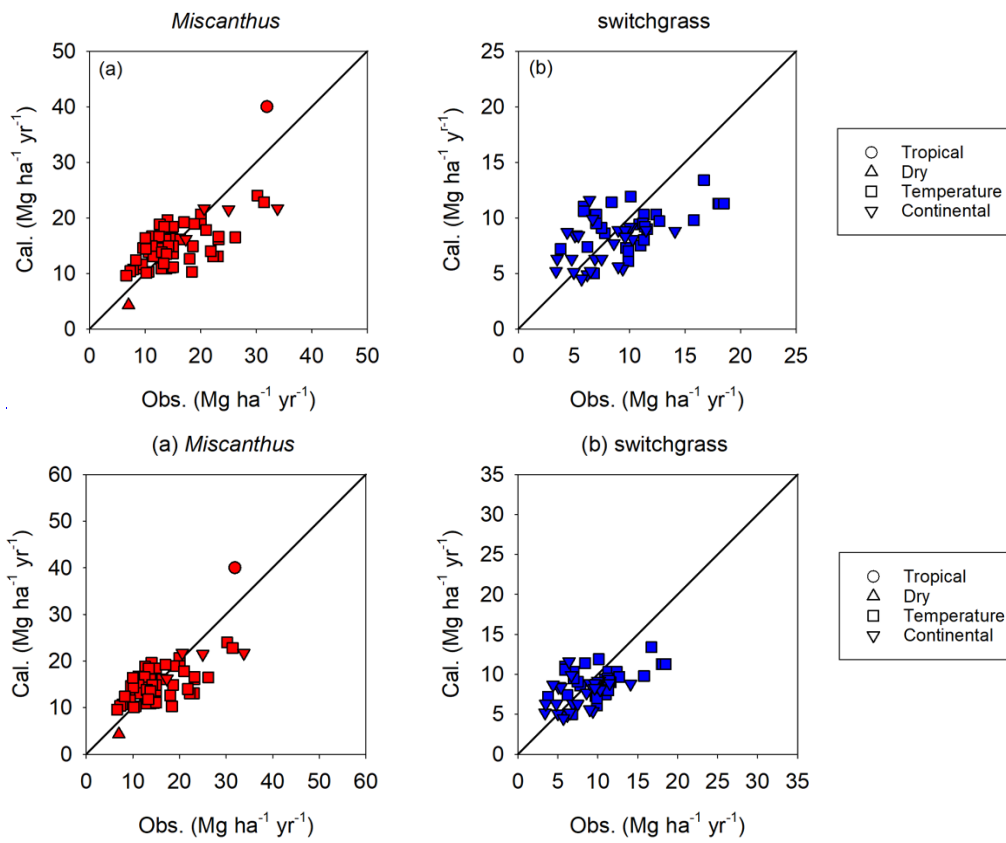 Miscanthus
switchgrass
(a)
(b)
Cal. (Mg ha⁻¹ yr⁻¹)
50
40
30
20
10
0
0 10 20 30 40 50
Obs. (Mg ha⁻¹ yr⁻¹)
Cal. (Mg ha⁻¹ y r⁻¹)
25
20
15
10
5
0
0 5 10 15 20 25
Obs. (Mg ha⁻¹ yr⁻¹)
Tropical
Dry
Temperature
Continental
(a) Miscanthus
(b) switchgrass
Cal. (Mg ha⁻¹ yr⁻¹)
60
50
40
30
20
10
0
0 10 20 30 40 50 60
Obs. (Mg ha⁻¹ yr⁻¹)
Cal. (Mg ha⁻¹ yr⁻¹)
35
30
25
20
15
10
5
0
0 5 10 15 20 25 30 35
Obs. (Mg ha⁻¹ yr⁻¹)
Tropical
Dry
Temperature
Continental